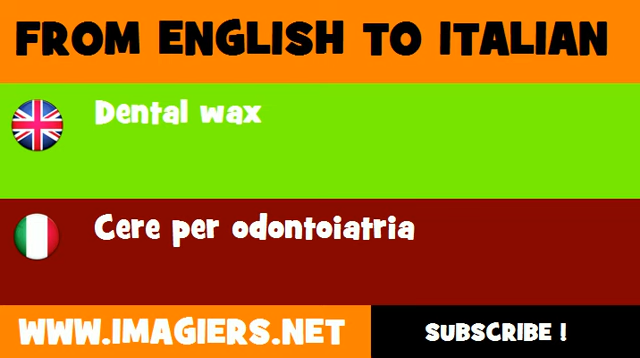 FROM ENGLISH TO ITALIAN
Dental wax
Cere per odontoiatria
WWW.IMAGIERS.NET
SUBSCRIBE !